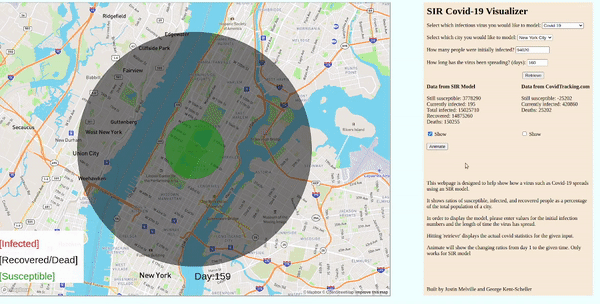 SIR Covid-19 Visualizer
Select which infectious virus you would like to model: Covid 19
Select which city you would like to model: New York City
How many people were initially infected?
How long has the virus been spreading? (days): 160
Retrieve
Data from SIR Model
Data from CovidTracking.com
Still susceptible: 3778290
Currently infected: 195
Total infected: 15025710
Recovered: 14875260
Deaths: 150255
Still susceptible: -25202
Currently infected: 420860
Deaths: 25202
Show
Show
Animate
This webpage is designed to help show how a virus such as Covid-19 spreads
using an SIR model.
It shows ratios of susceptible, infected, and recovered people as a percentage of the
total population of a city.
In order to display the model, please enter values for the initial infection
numbers and the length of time the virus has spread.
Hitting 'retrieve' displays the actual covid statistics for the given input.
Animate will show the changing ratios from day 1 to the given time. Only
works for SIR model
Built by Justin Melville and George Kent-Scheller
Ridgefield
Edgewater
Cliffside Park
Fairview
Guttenberg
West New York
Secaucus
Union City
Weehawken
New York
[Infected]
[Recovered/Dead]
[Susceptible]
Day:159
© Mapbox © OpenStreetMap Improve this map